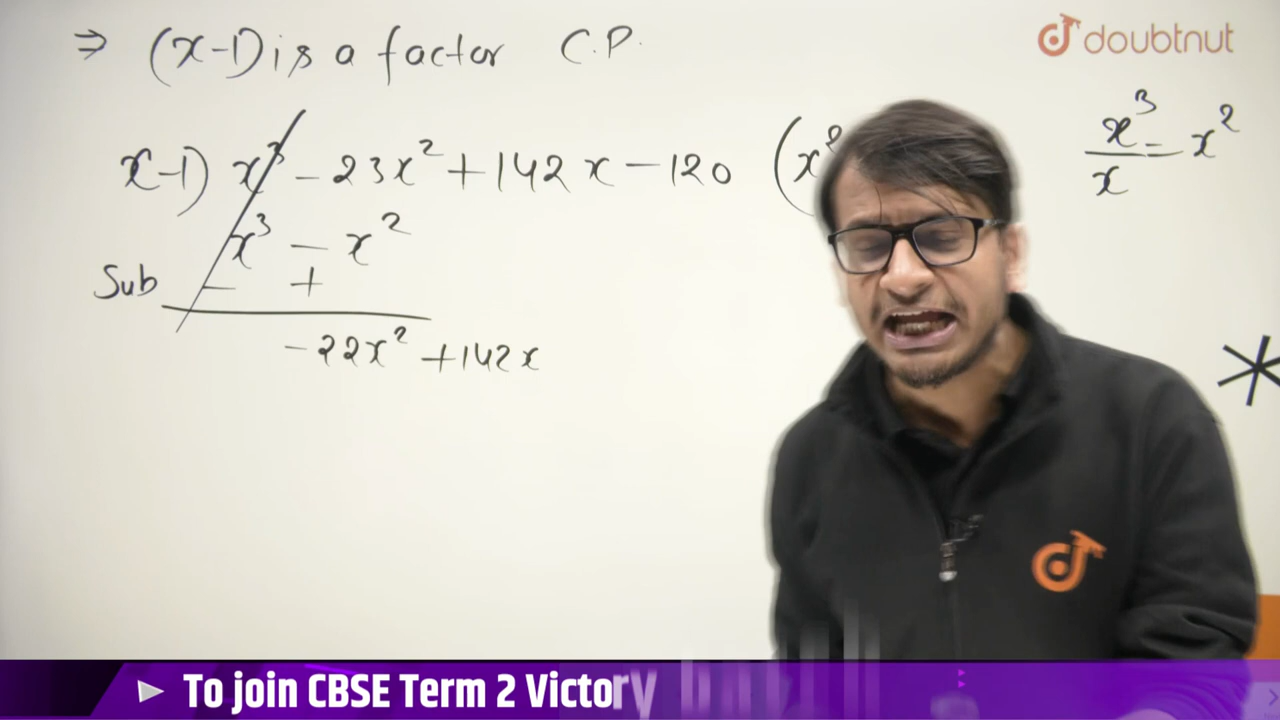 ⇒ (x-1) is a factor C.P.
doubtnut
x-1) x³ - 23x² + 142x - 120 (x²
x³/x = x²
x³ - x²
Sub - +
-22x² + 142x
*
To join CBSE Term 2 Victory